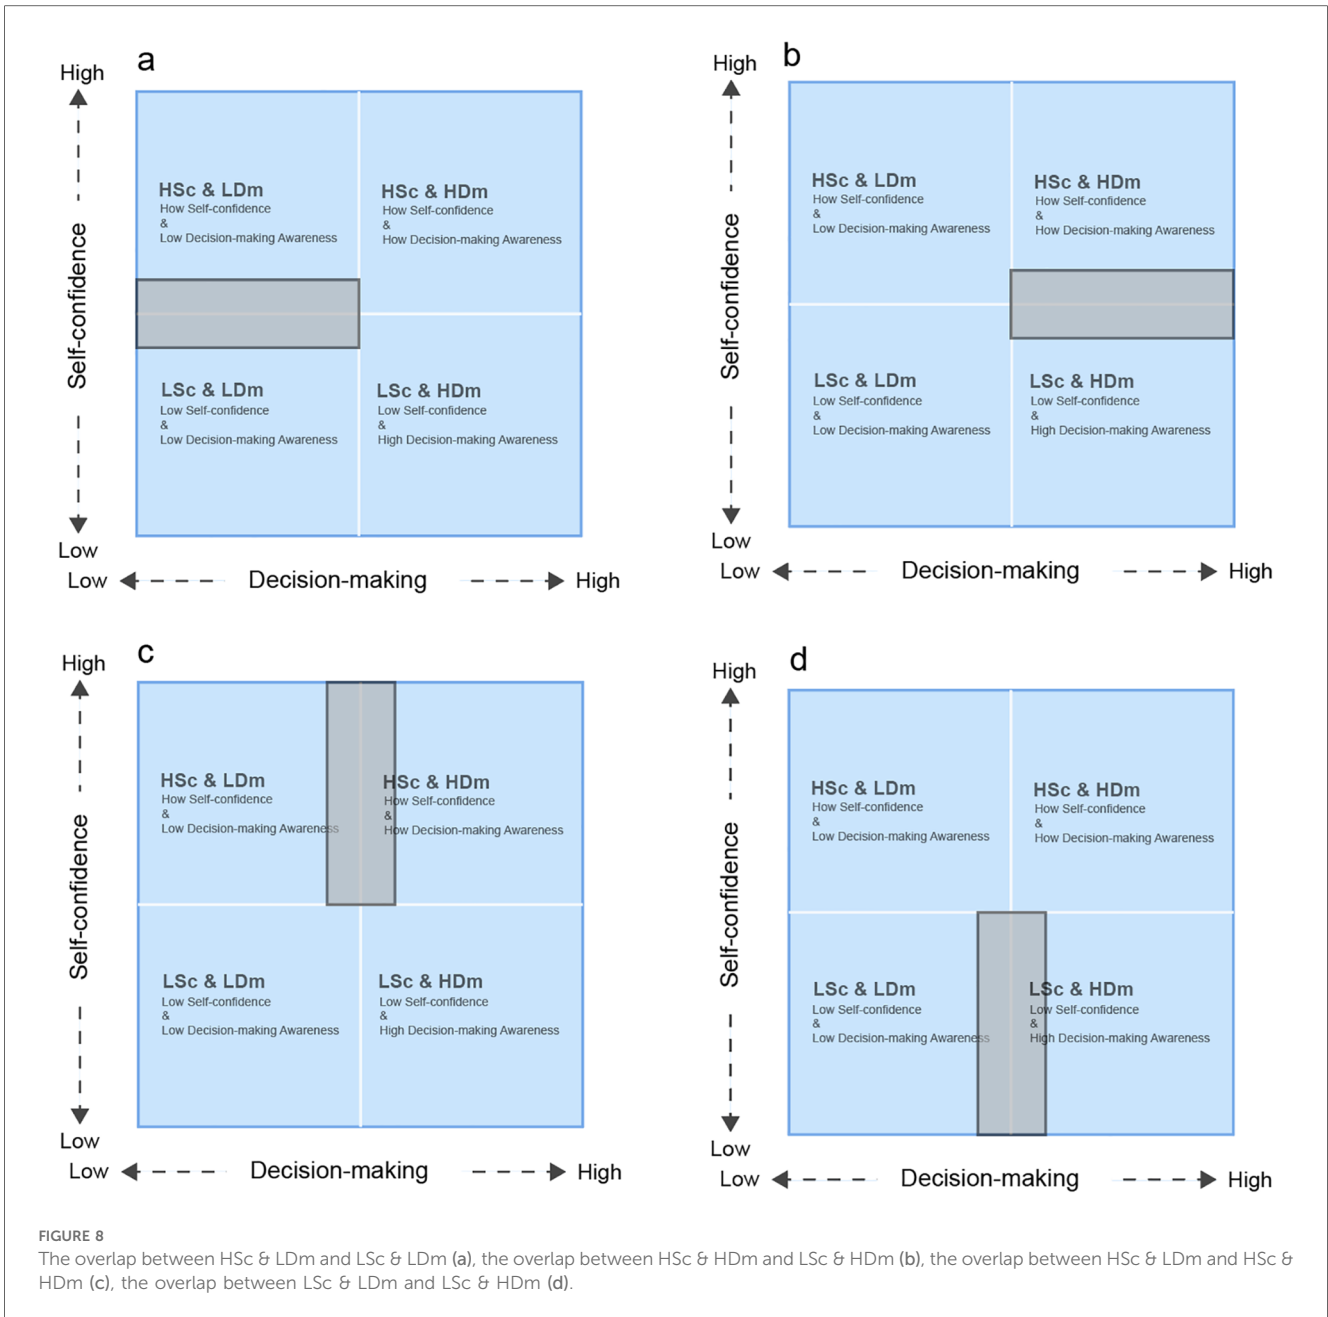 a
High
HSc & LDm
How Self-confidence
&
Low Decision-making Awareness
HSc & HDm
How Self-confidence
&
How Decision-making Awareness
Self-confidence
LSc & LDm
Low Self-confidence
&
Low Decision-making Awareness
LSc & HDm
Low Self-confidence
&
High Decision-making Awareness
Low
Low
Decision-making
High
b
High
HSc & LDm
How Self-confidence
&
Low Decision-making Awareness
HSc & HDm
How Self-confidence
&
How Decision-making Awareness
Self-confidence
LSc & LDm
Low Self-confidence
&
Low Decision-making Awareness
LSc & HDm
Low Self-confidence
&
High Decision-making Awareness
Low
Low
Decision-making
High
c
High
HSc & LDm
How Self-confidence
&
Low Decision-making Awareness
HSc & HDm
How Self-confidence
&
How Decision-making Awareness
Self-confidence
LSc & LDm
Low Self-confidence
&
Low Decision-making Awareness
LSc & HDm
Low Self-confidence
&
High Decision-making Awareness
Low
Low
Decision-making
High
d
High
HSc & LDm
How Self-confidence
&
Low Decision-making Awareness
HSc & HDm
How Self-confidence
&
How Decision-making Awareness
Self-confidence
LSc & LDm
Low Self-confidence
&
Low Decision-making Awareness
LSc & HDm
Low Self-confidence
&
High Decision-making Awareness
Low
Low
Decision-making
High
FIGURE 8
The overlap between HSc & LDm and LSc & LDm (a), the overlap between HSc & HDm and LSc & HDm (b), the overlap between HSc & LDm and HSc &
HDm (c), the overlap between LSc & LDm and LSc & HDm (d).